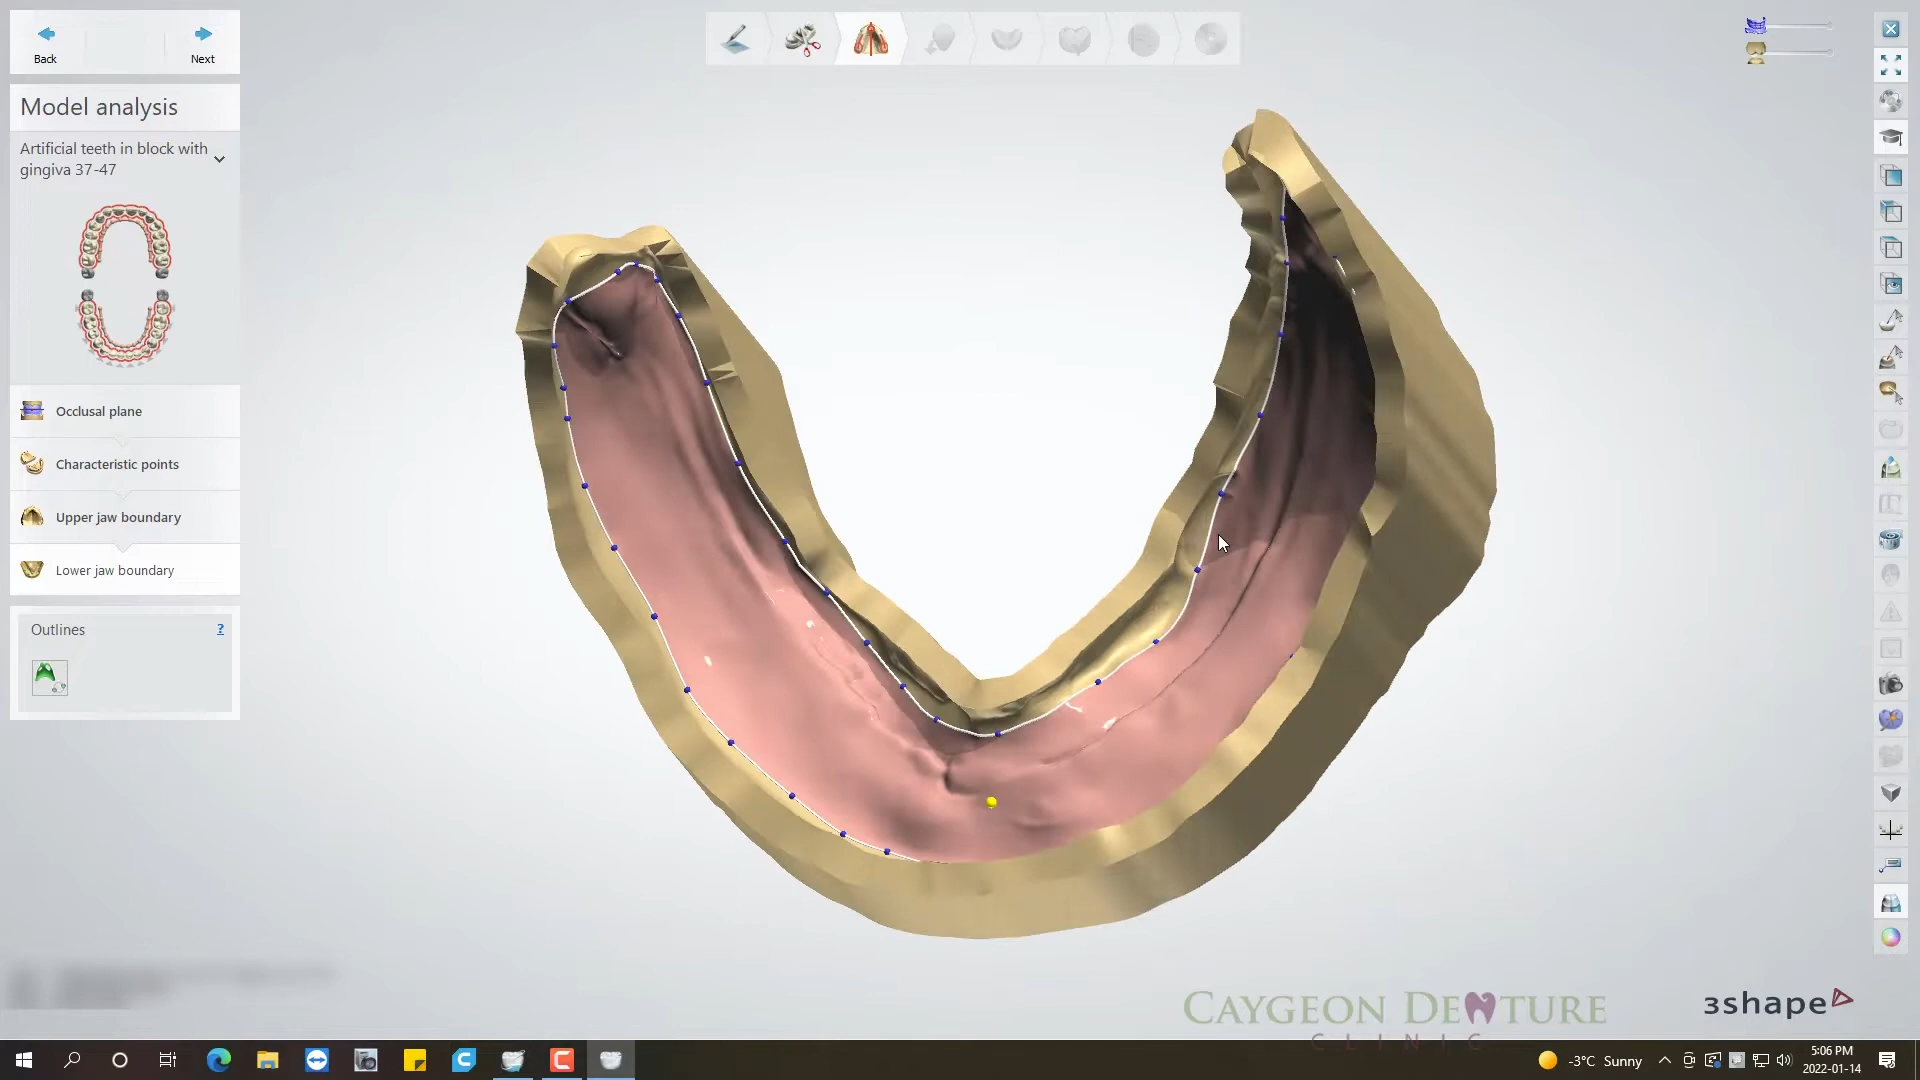 Back
Next
Model analysis
Artificial teeth in block with
gingiva 37-47
Occlusal plane
Characteristic points
Upper jaw boundary
Lower jaw boundary
Outlines
?
CAYGEON DENTURE
CLINIC
3shape
-3°C Sunny
5:06 PM
2022-01-14